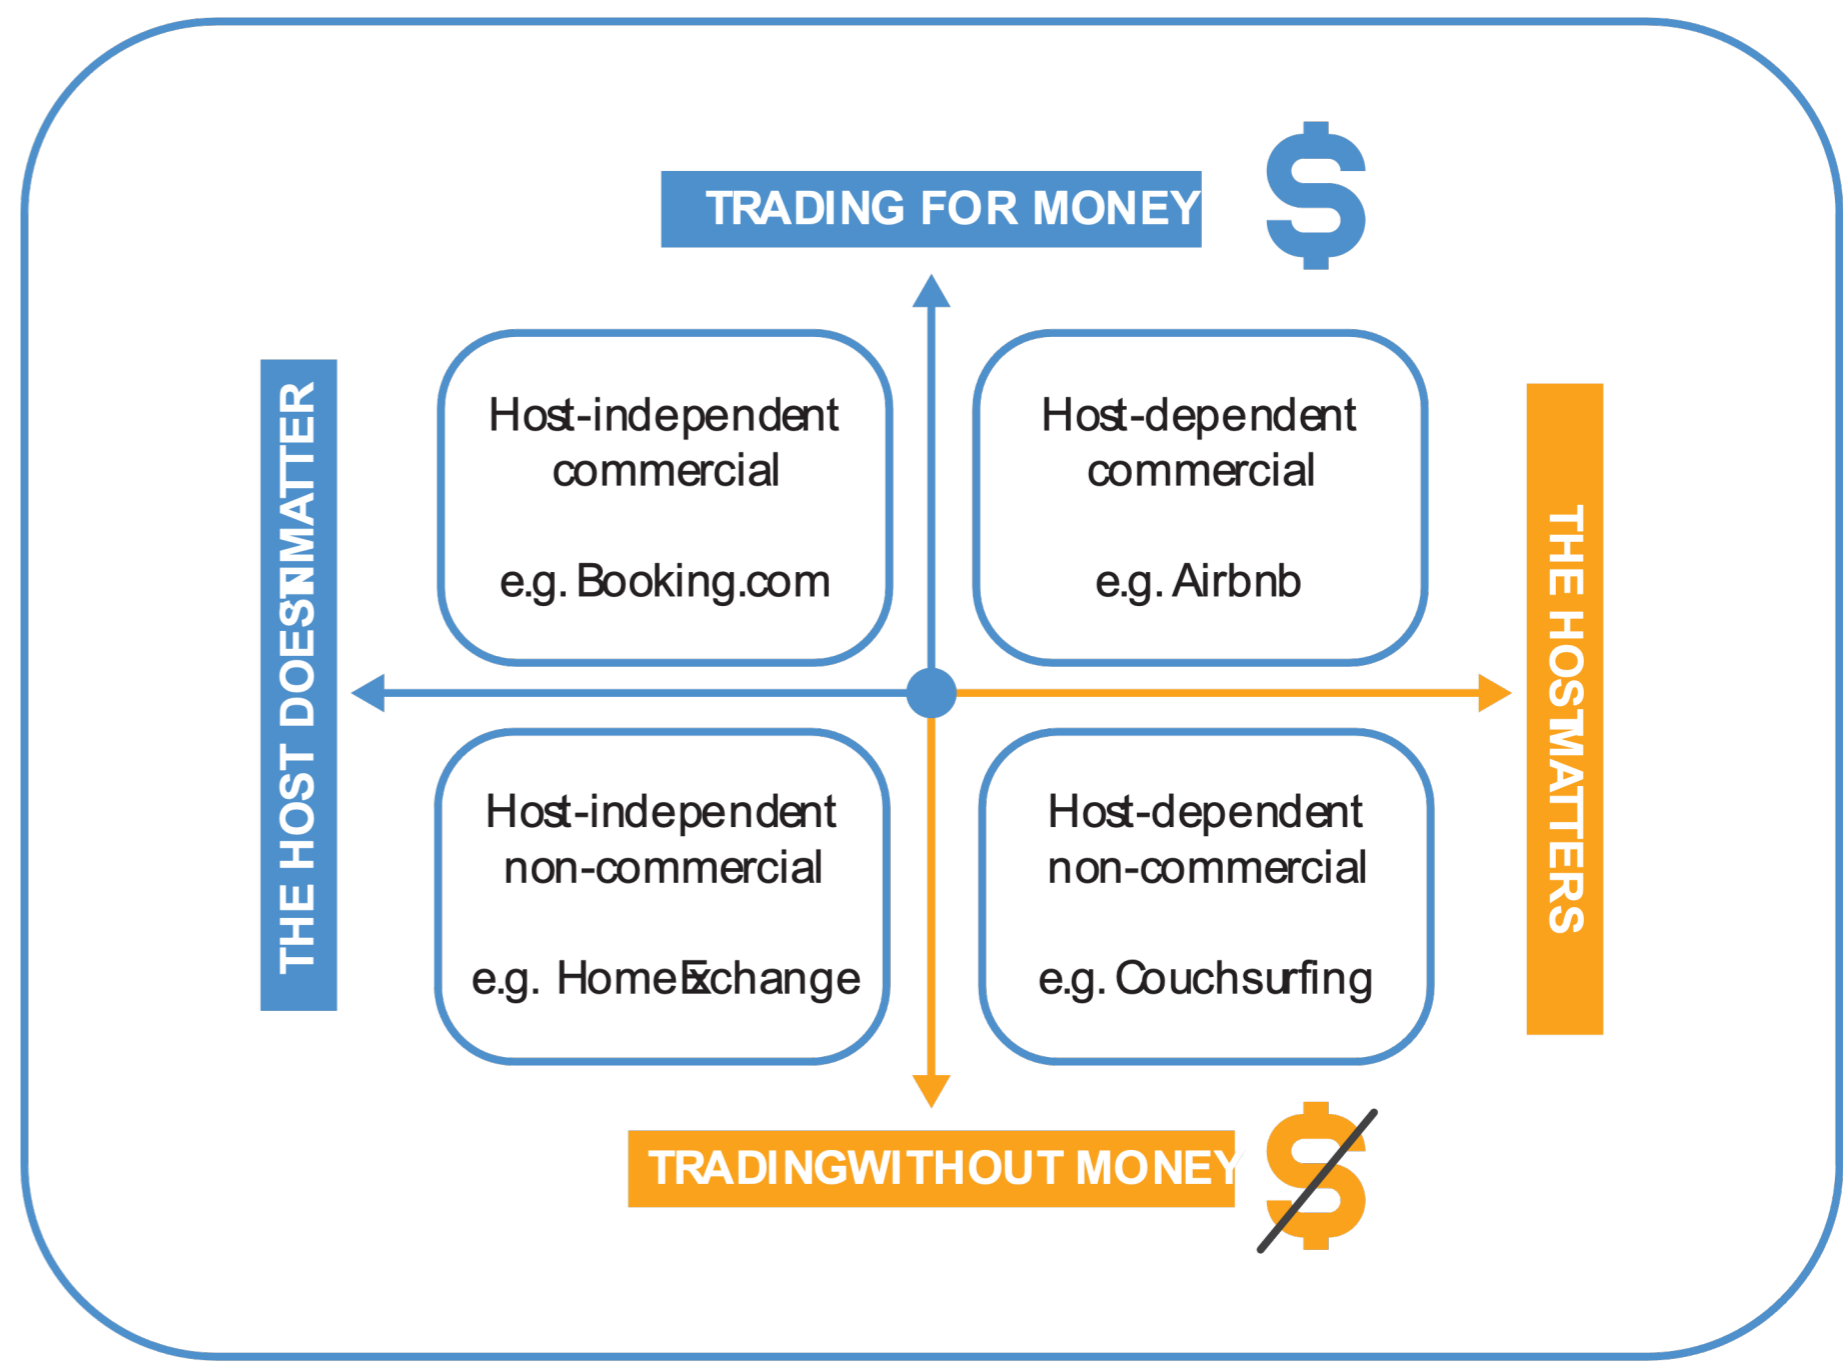 TRADING FOR MONEY
$
THE HOST DOESN'T MATTER
Host-independent
commercial
e.g. Booking.com
Host-dependent
commercial
e.g. Airbnb
THE HOST MATTERS
Host-independent
non-commercial
e.g. HomeExchange
Host-dependent
non-commercial
e.g. Couchsurfing
TRADING WITHOUT MONEY
$